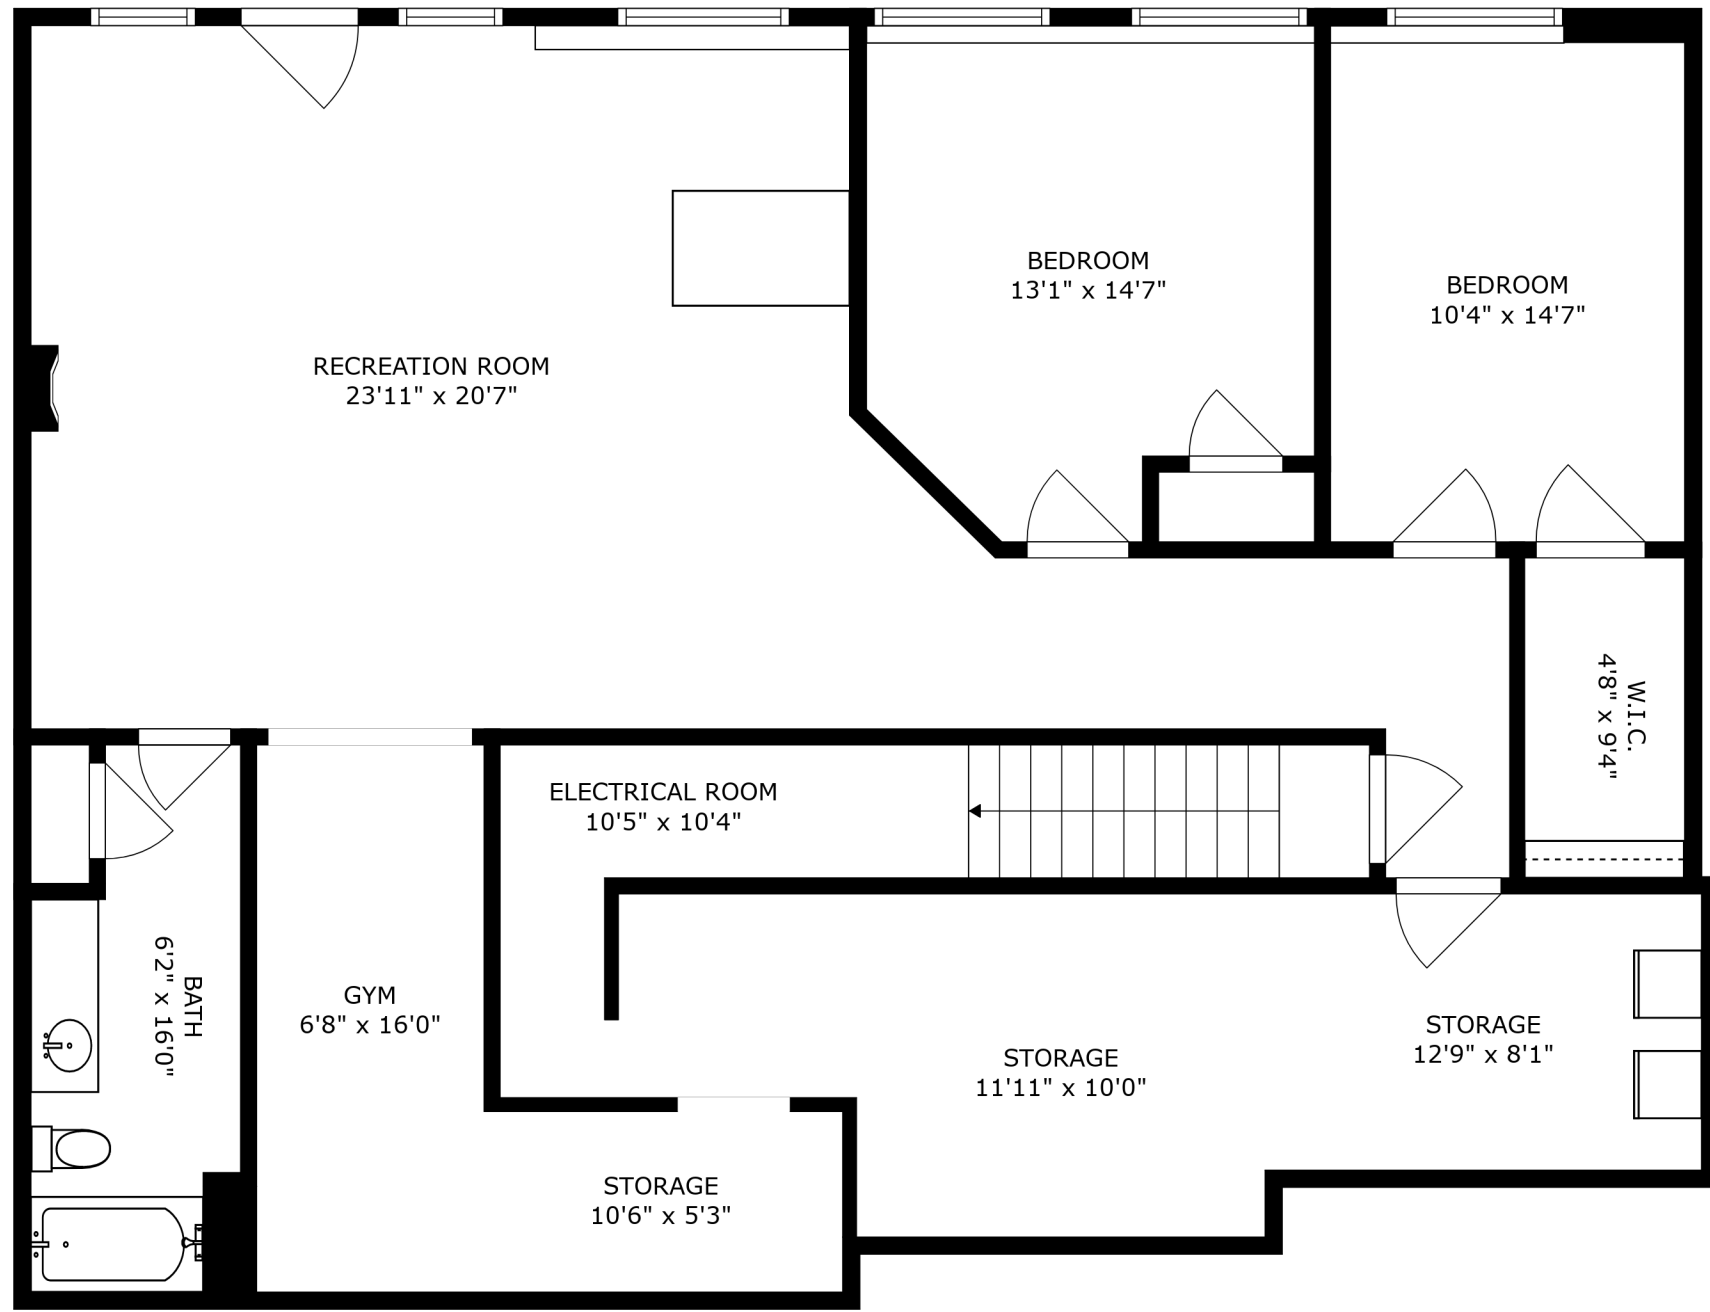 BEDROOM
13'1" x 14'7"
BEDROOM
10'4" x 14'7"
RECREATION ROOM
23'11" x 20'7"
W.I.C.
4'8" x 9'4"
ELECTRICAL ROOM
10'5" x 10'4"
BATH
6'2" x 16'0"
GYM
6'8" x 16'0"
STORAGE
12'9" x 8'1"
STORAGE
11'11" x 10'0"
STORAGE
10'6" x 5'3"